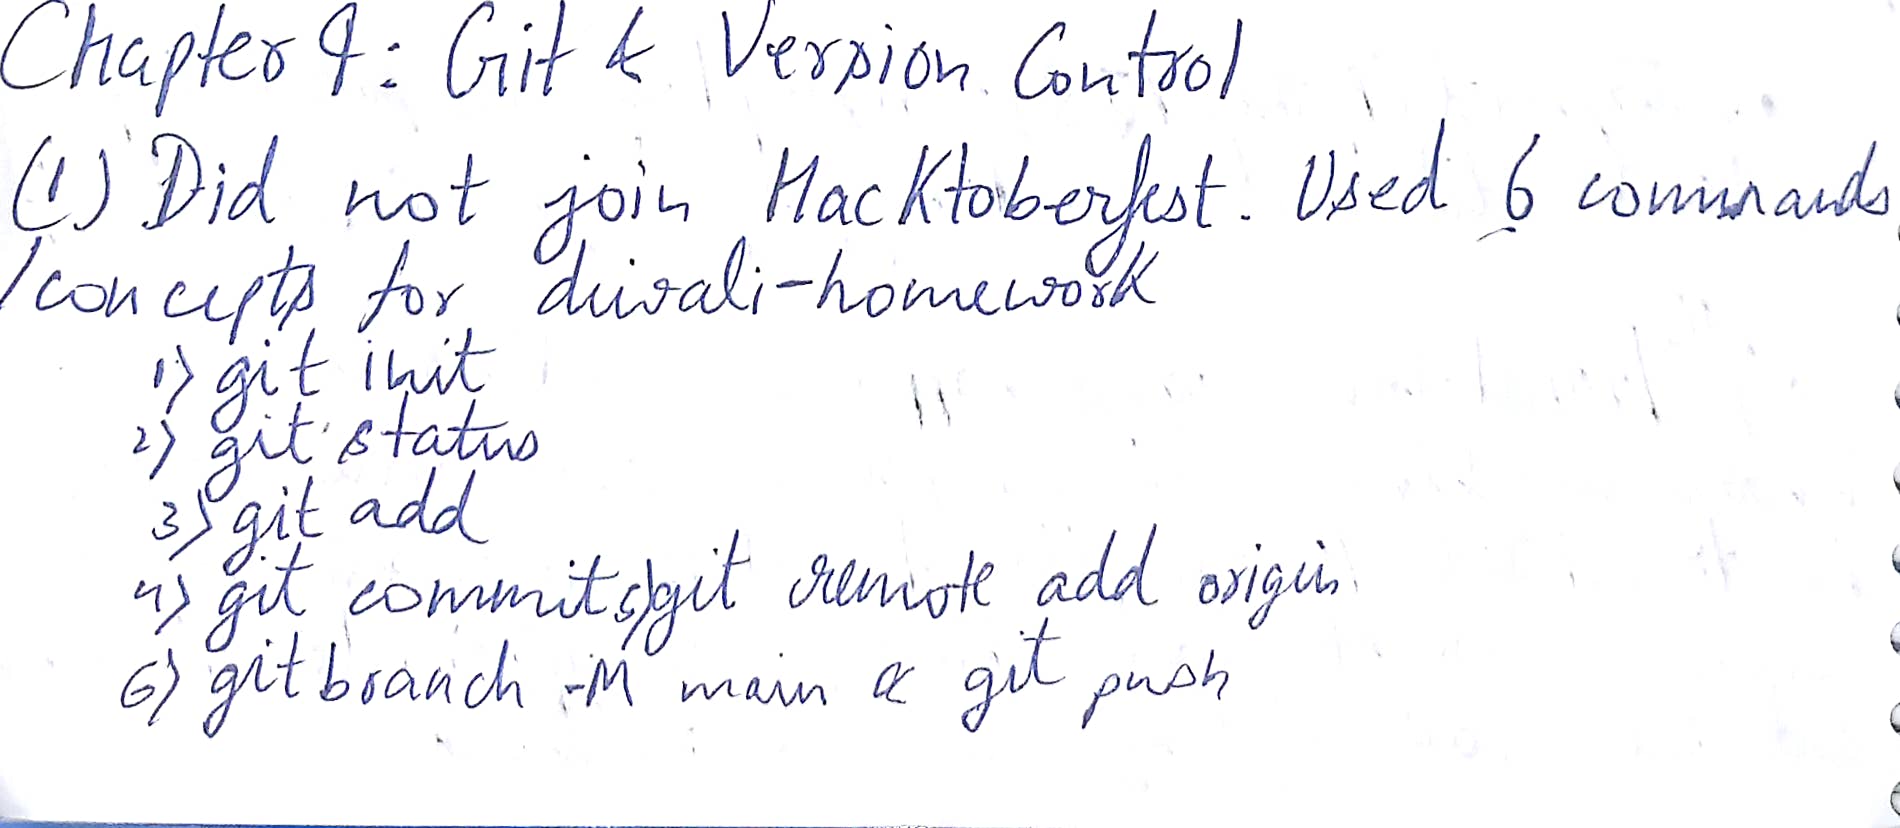 Chapter 9: Git & Version Control
(1) Did not join Hacktoberfest. Used 6 commands
/concepts for diwali-homework
1) git init
2) git status
3) git add
4) git commit 5) git remote add origin
6) git branch -M main & git push